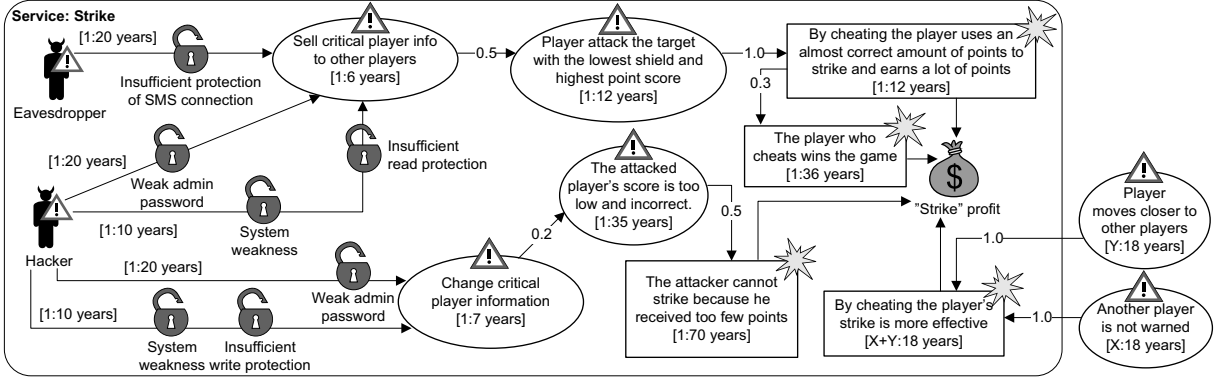 Service: Strike
[1:20 years]
Insufficient protection
of SMS connection
Eavesdropper
Sell critical player info
to other players
[1:6 years]
0.5
Player attack the target
with the lowest shield and
highest point score
[1:12 years]
1.0
By cheating the player uses an
almost correct amount of points to
strike and earns a lot of points
[1:12 years]
0.3
The player who
cheats wins the game
[1:36 years]
$
"Strike" profit
[1:20 years]
Weak admin
password
Insufficient
read protection
[1:10 years]
System
weakness
Hacker
[1:20 years]
Weak admin
password
[1:10 years]
System
weakness
Insufficient
write protection
Change critical
player information
[1:7 years]
0.2
The attacked
player's score is too
low and incorrect.
[1:35 years]
0.5
The attacker cannot
strike because he
received too few points
[1:70 years]
By cheating the player's
strike is more effective
[X+Y:18 years]
1.0
Player
moves closer to
other players
[Y:18 years]
1.0
Another player
is not warned
[X:18 years]